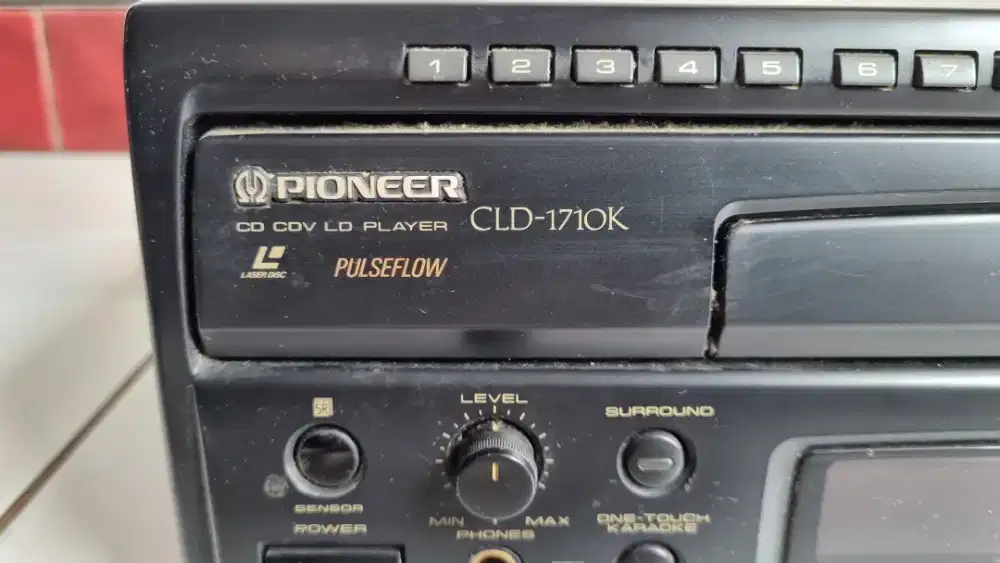 1 2 3 4 5 6 7
PIONEER
CD CDV LD PLAYER CLD-1710K
LASER DISC PULSEFLOW
SR LEVEL SURROUND
SENSOR MIN MAX ONE-TOUCH
POWER PHONES KARAOKE